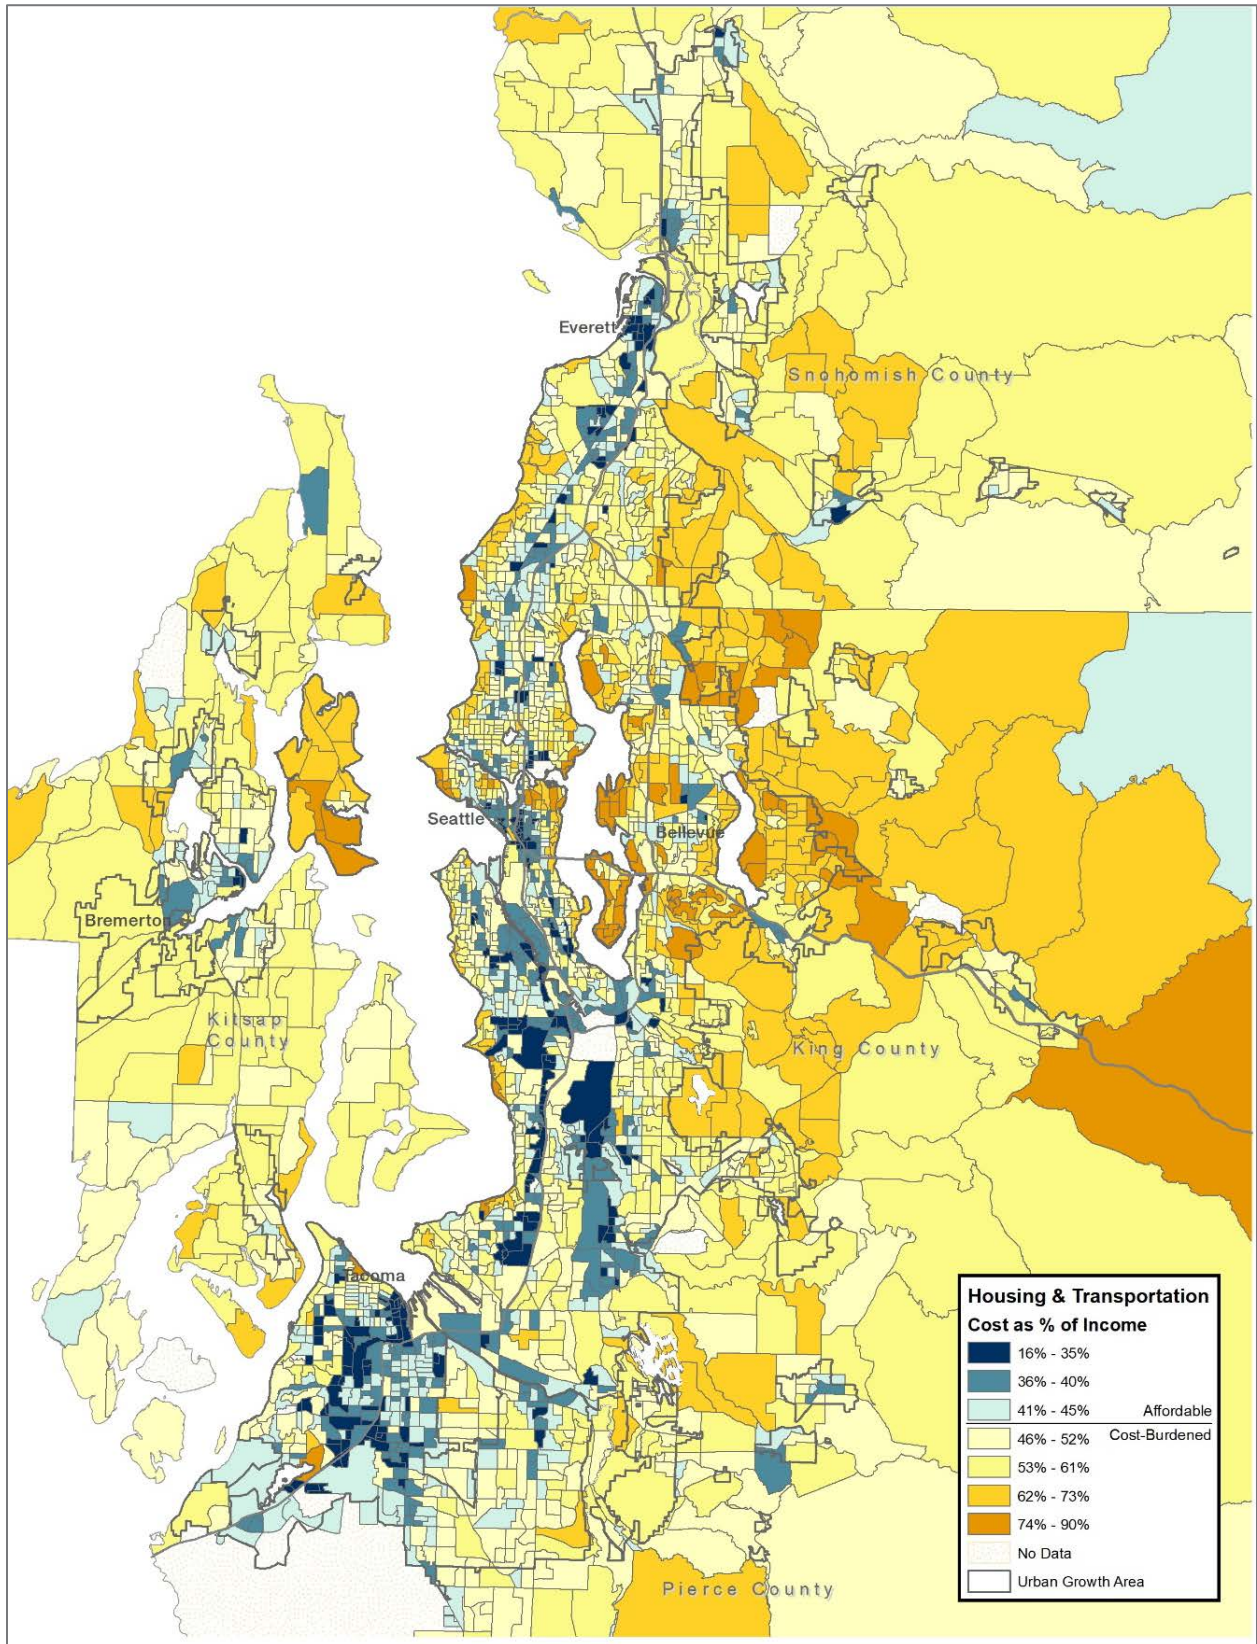 Everett
Snohomish County
Seattle
Bellevue
Bremerton
Kitsap
County
King County
Tacoma
Housing & Transportation
Cost as % of Income
16% - 35%
36% - 40%
41% - 45% Affordable
46% - 52% Cost-Burdened
53% - 61%
62% - 73%
74% - 90%
No Data
Urban Growth Area
Pierce County